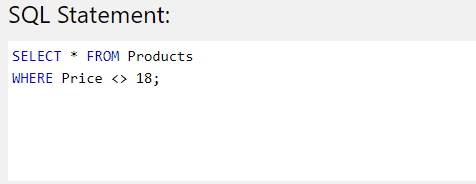 SQL Statement:
SELECT * FROM Products
WHERE Price <> 18;